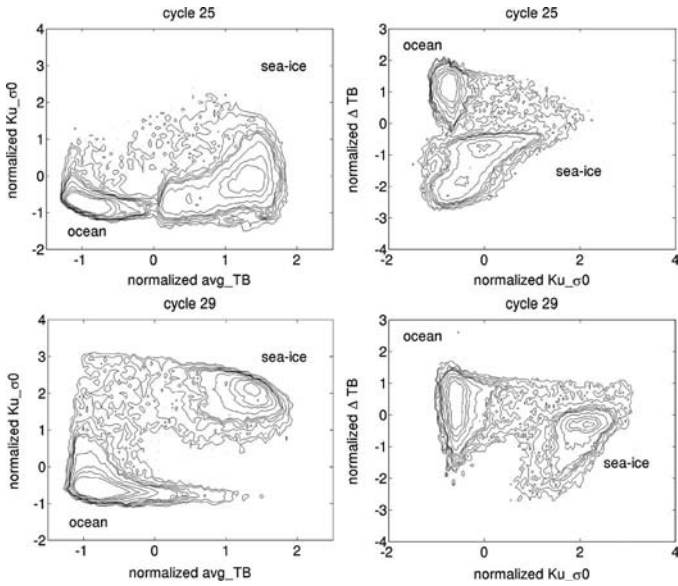 cycle 25
4
3
2
1
0
-1
-2
-1
0
1
2
normalized Ku_σ0
normalized avg_TB
sea-ice
ocean
cycle 25
3
2
1
0
-1
-2
-3
-4
-2
0
2
4
normalized Δ TB
normalized Ku_σ0
ocean
sea-ice
cycle 29
4
3
2
1
0
-1
-2
-1
0
1
2
normalized Ku_σ0
normalized avg_TB
sea-ice
ocean
cycle 29
3
2
1
0
-1
-2
-3
-4
-2
0
2
4
normalized Δ TB
normalized Ku_σ0
ocean
sea-ice